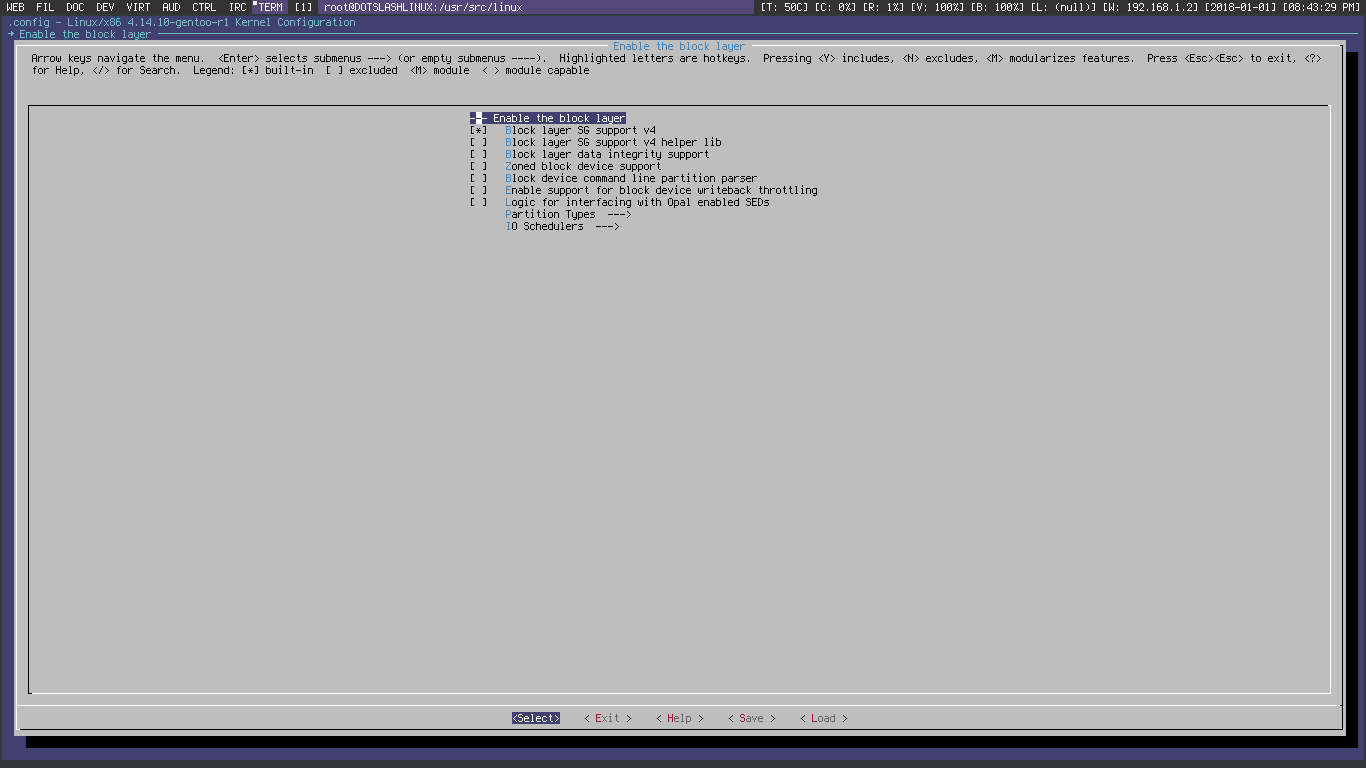 WEB FIL DOC DEV VIRT AUD CTRL IRC TERM [1] root@DOTSLASHLINUX:/usr/src/linux [T: 50C] [C: 0%] [R: 1%] [V: 100%] [B: 100%] [L: (null)] [W: 192.168.1.2] [2018-01-01] [08:43:29 PM]
.config - Linux/x86 4.14.10-gentoo-r1 Kernel Configuration
→ Enable the block layer
Enable the block layer
Arrow keys navigate the menu.  <Enter> selects submenus ---> (or empty submenus ----).  Highlighted letters are hotkeys.  Pressing <Y> includes, <N> excludes, <M> modularizes features.  Press <Esc><Esc> to exit, <?>
for Help, </> for Search.  Legend: [*] built-in  [ ] excluded  <M> module  < > module capable
--- Enable the block layer
[*]   Block layer SG support v4
[ ]   Block layer SG support v4 helper lib
[ ]   Block layer data integrity support
[ ]   Zoned block device support
[ ]   Block device command line partition parser
[ ]   Enable support for block device writeback throttling
[ ]   Logic for interfacing with Opal enabled SEDs
Partition Types  --->
IO Schedulers  --->
<Select>    < Exit >    < Help >    < Save >    < Load >